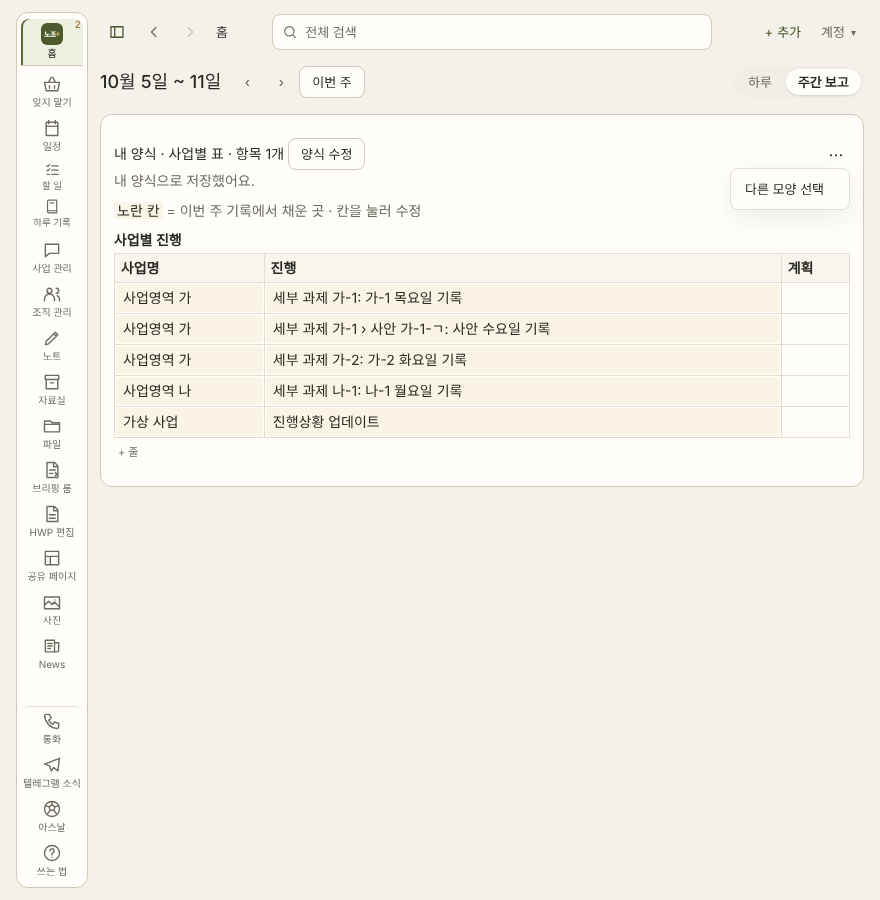 노조+
2
홈
잊지 말기
일정
할 일
하루 기록
사업 관리
조직 관리
노트
자료실
파일
브리핑 룸
HWP 편집
공유 페이지
사진
News
통화
텔레그램 소식
아스날
쓰는 법
홈
전체 검색
+ 추가
계정 ▾
10월 5일 ~ 11일
‹ › 이번 주
하루 주간 보고
내 양식 · 사업별 표 · 항목 1개 양식 수정
…
내 양식으로 저장했어요.
다른 모양 선택
노란 칸 = 이번 주 기록에서 채운 곳 · 칸을 눌러 수정
사업별 진행
사업명 진행 계획
사업영역 가 세부 과제 가-1: 가-1 목요일 기록
사업영역 가 세부 과제 가-1 › 사안 가-1-ㄱ: 사안 수요일 기록
사업영역 가 세부 과제 가-2: 가-2 화요일 기록
사업영역 나 세부 과제 나-1: 나-1 월요일 기록
가상 사업 진행상황 업데이트
+ 줄